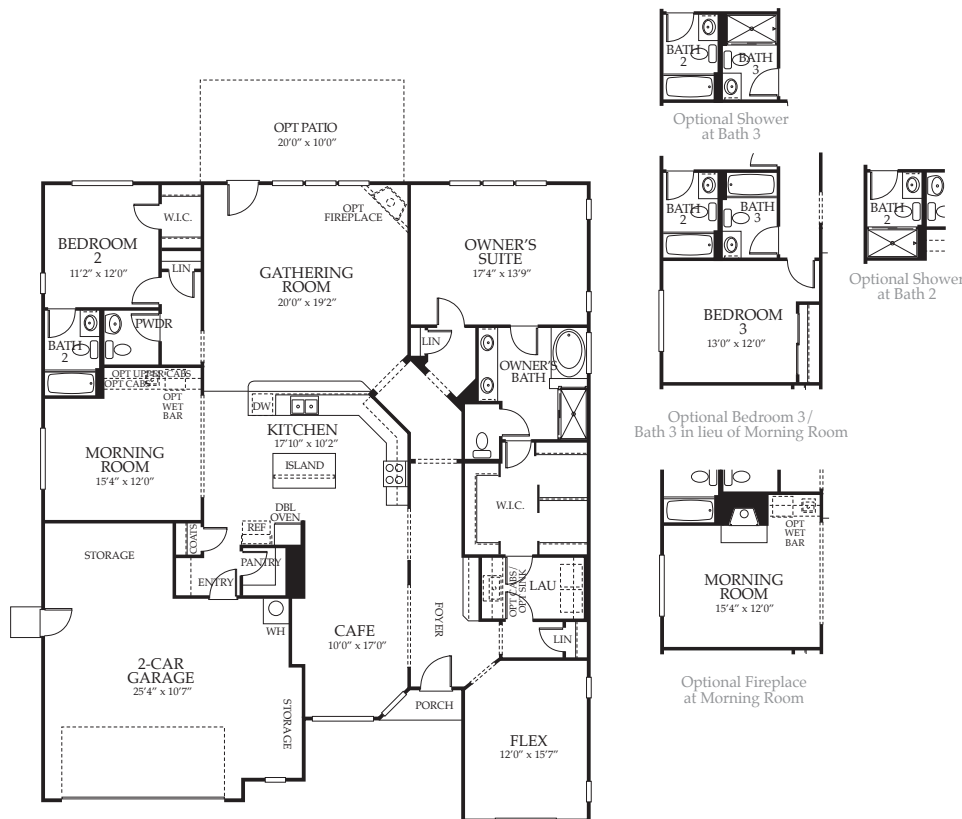 OPT PATIO
20'0" x 10'0"
BEDROOM
2
11'2" x 12'0"
W.I.C.
LIN
PWDR
BATH
2
OPT
FIREPLACE
GATHERING
ROOM
20'0" x 19'2"
OWNER'S
SUITE
17'4" x 13'9"
LIN
OWNER'S
BATH
OPT UPPER CABS
OPT CABS
OPT
WET
BAR
MORNING
ROOM
15'4" x 12'0"
DW
KITCHEN
17'10" x 10'2"
ISLAND
DBL
OVEN
REF
COATS
PANTRY
ENTRY
W.I.C.
OPT CABS/
OPT SINK
LAU
LIN
STORAGE
WH
2-CAR
GARAGE
25'4" x 10'7"
STORAGE
CAFE
10'0" x 17'0"
FOYER
PORCH
FLEX
12'0" x 15'7"
BATH
2
BATH
3
Optional Shower
at Bath 3
BATH
2
BATH
3
BEDROOM
3
13'0" x 12'0"
Optional Bedroom 3/
Bath 3 in lieu of Morning Room
BATH
2
Optional Shower
at Bath 2
OPT
WET
BAR
MORNING
ROOM
15'4" x 12'0"
Optional Fireplace
at Morning Room